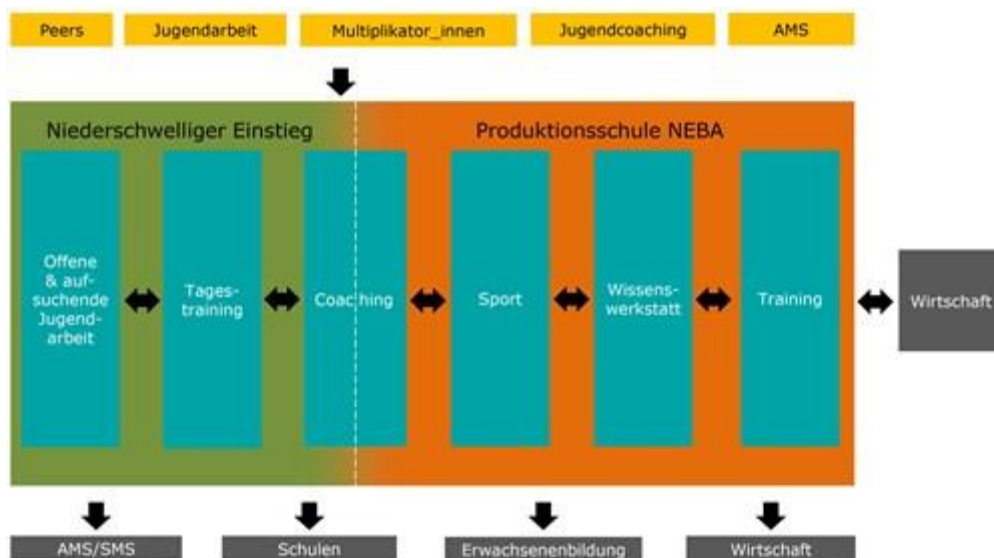 Peers
Jugendarbeit
Multiplikator_innen
Jugendcoaching
AMS
Niederschwelliger Einstieg
Produktionsschule NEBA
Offene
& auf-
suchende
Jugend-
arbeit
Tages-
training
Coaching
Sport
Wissens-
werkstatt
Training
Wirtschaft
AMS/SMS
Schulen
Erwachsenenbildung
Wirtschaft